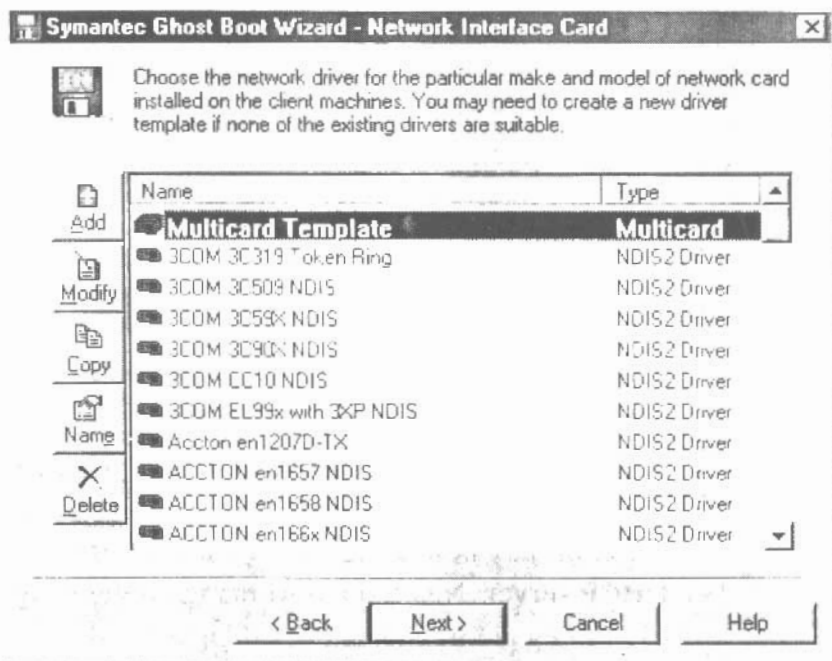 Symantec Ghost Boot Wizard - Network Interface Card
Choose the network driver for the particular make and model of network card
installed on the client machines. You may need to create a new driver
template if none of the existing drivers are suitable.
Add
Modify
Copy
Name
Delete
Name Type
Multicard Template Multicard
3COM 3C319 Token Ring NDIS2 Driver
3COM 3C509 NDIS NDIS2 Driver
3COM 3C59X NDIS NDIS2 Driver
3COM 3C90X NDIS NDIS2 Driver
3COM CC10 NDIS NDIS2 Driver
3COM EL99x with 3XP NDIS NDIS2 Driver
Accton en1207D-TX NDIS2 Driver
ACCTON en1657 NDIS NDIS2 Driver
ACCTON en1658 NDIS NDIS2 Driver
ACCTON en166x NDIS NDIS2 Driver
< Back Next > Cancel Help